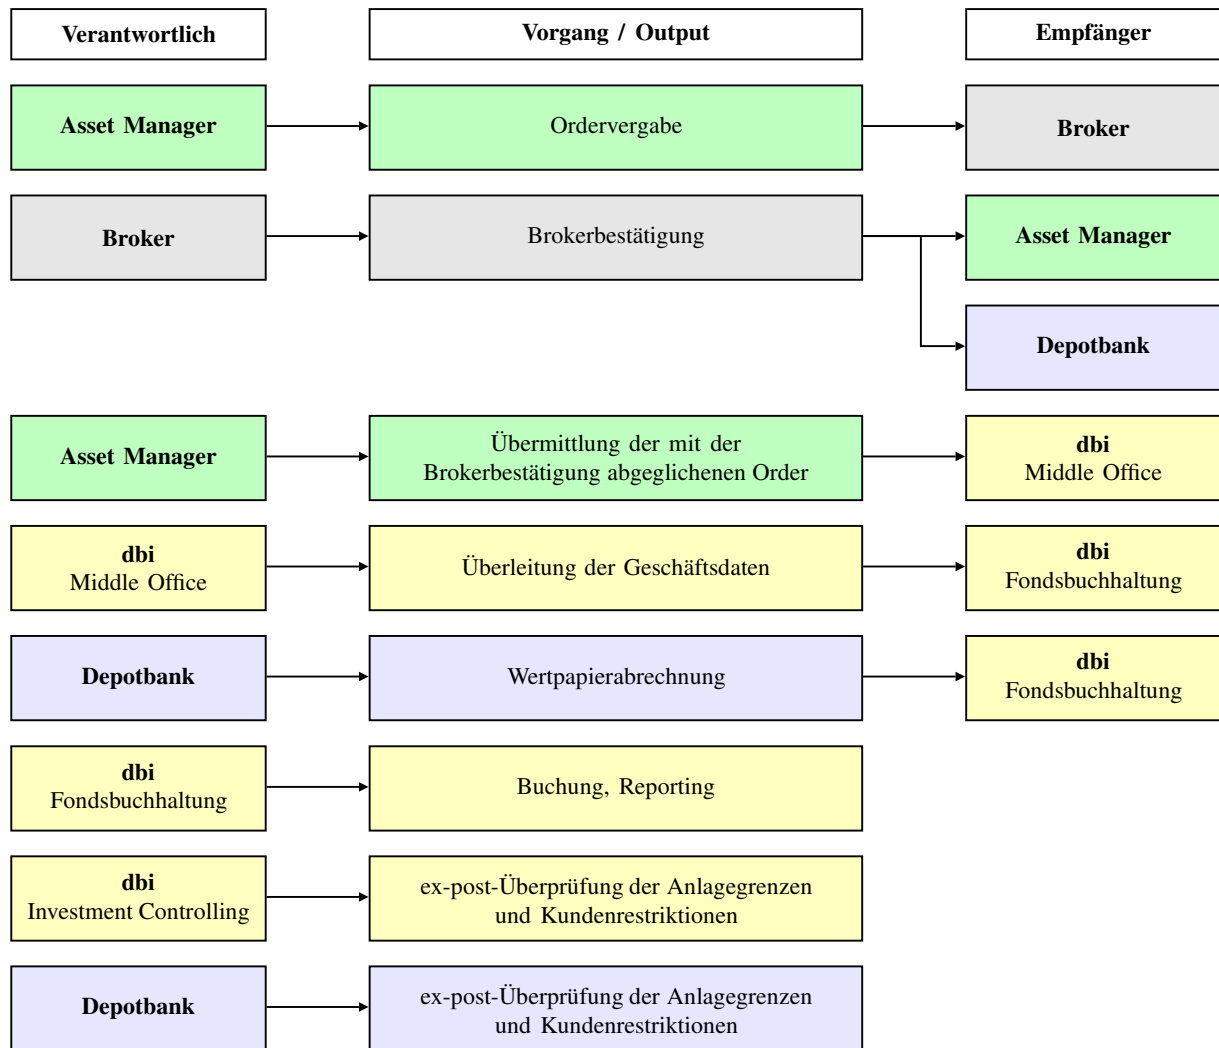 Verantwortlich
Vorgang / Output
Empfänger
Asset Manager
Ordervergabe
Broker
Broker
Brokerbestätigung
Asset Manager
Depotbank
Asset Manager
Übermittlung der mit der
Brokerbestätigung abgeglichenen Order
dbi
Middle Office
dbi
Middle Office
Überleitung der Geschäftsdaten
dbi
Fondsbuchhaltung
Depotbank
Wertpapierabrechnung
dbi
Fondsbuchhaltung
dbi
Fondsbuchhaltung
Buchung, Reporting
dbi
Investment Controlling
ex-post-Überprüfung der Anlagegrenzen
und Kundenrestriktionen
Depotbank
ex-post-Überprüfung der Anlagegrenzen
und Kundenrestriktionen